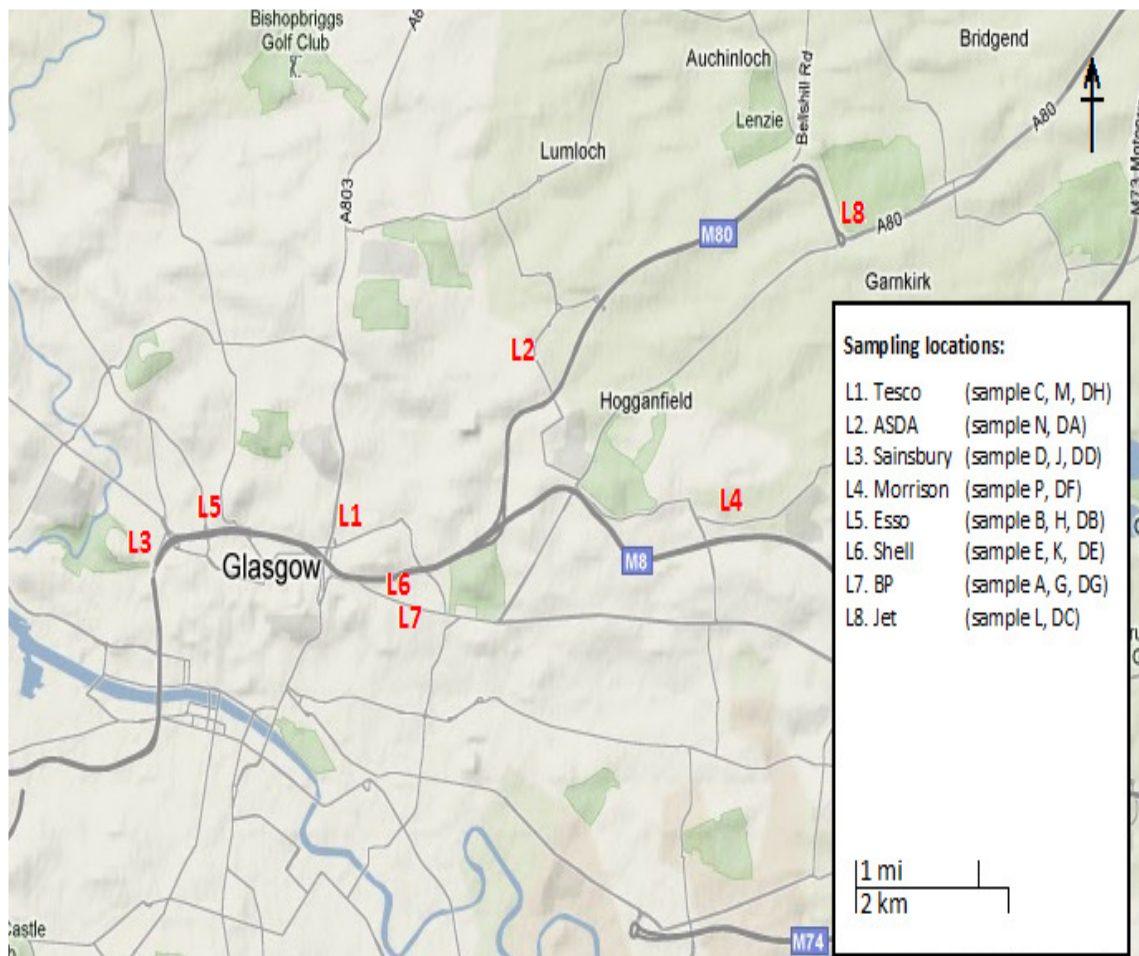 Bishopbriggs
Golf Club
A6
Auchinloch
Bellshill Rd
Bridgend
Lenzie
A80
Lumloch
A803
M73 Motorway
L8
A80
M80
Garnkirk
L2
Hogganfield
L5
L1
L4
L3
Glasgow
M8
L6
L7
Sampling locations:
L1. Tesco (sample C, M, DH)
L2. ASDA (sample N, DA)
L3. Sainsbury (sample D, J, DD)
L4. Morrison (sample P, DF)
L5. Esso (sample B, H, DB)
L6. Shell (sample E, K, DE)
L7. BP (sample A, G, DG)
L8. Jet (sample L, DC)
1 mi
2 km
Castle
M74